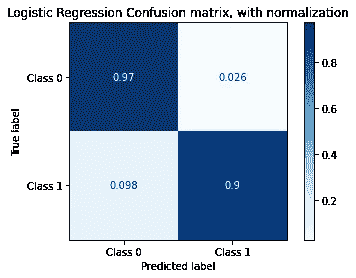 Logistic Regression Confusion matrix, with normalization
Class 0
0.97
0.026
0.8
0.6
True label
0.4
Class 1
0.098
0.9
0.2
Class 0
Class 1
Predicted label